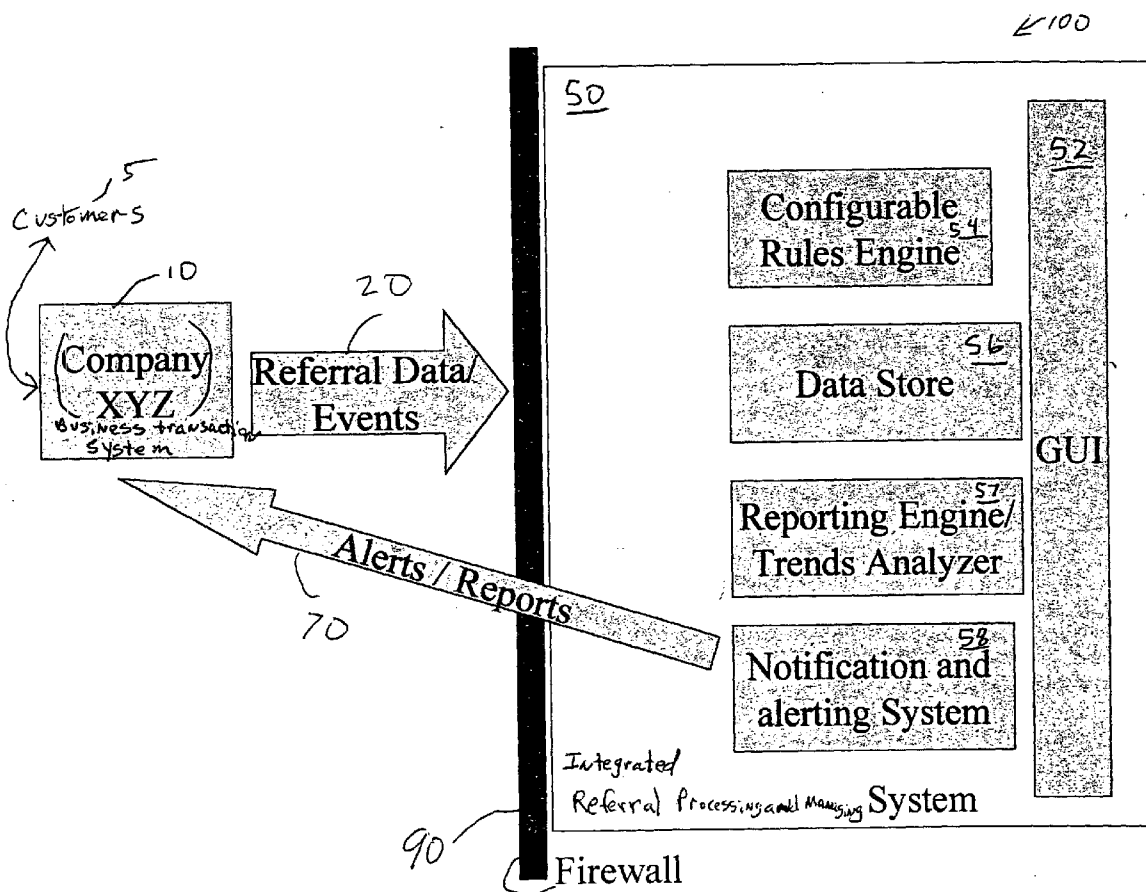 100
50
52
Customers 5
Configurable
Rules Engine 54
10
20
(Company
XYZ)
Business transaction
System
Referral Data/
Events
56
Data Store
GUI
57
Reporting Engine/
Trends Analyzer
Alerts / Reports
70
58
Notification and
alerting System
Integrated
Referral Processing and Managing System
90
Firewall